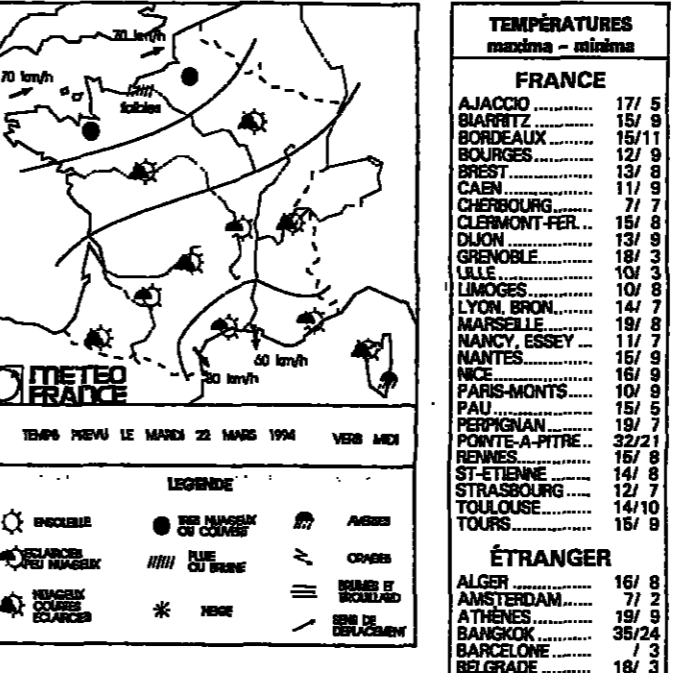 70 km/h
70 km/h
faibles
60 km/h
80 km/h
METEO
FRANCE
TEMPS PREVU LE MARDI 22 MARS 1994 VERS MIDI
LEGENDE
ENSOLEILLE
ECLAIRCIES
PEU NUAGEUX
NUAGEUX
COURTES
ECLAIRCIES
TRES NUAGEUX
OU COUVERT
PLUIE
OU BRUINE
NEIGE
AVERSES
ORAGES
BRUMES ET
BROUILLARD
SENS DE
DEPLACEMENT
TEMPÉRATURES
maxima – minima
FRANCE
AJACCIO ............ 17/ 5
BIARRITZ ............ 15/ 9
BORDEAUX ........ 15/11
BOURGES ........... 12/ 9
BREST ................ 13/ 8
CAEN .................. 11/ 9
CHERBOURG ....... 7/ 7
CLERMONT-FER. .. 15/ 8
DIJON ................. 13/ 9
GRENOBLE .......... 18/ 3
LILLE ................... 10/ 3
LIMOGES ............. 10/ 8
LYON, BRON ....... 14/ 7
MARSEILLE .......... 19/ 8
NANCY, ESSEY ... 11/ 7
NANTES .............. 15/ 9
NICE .................... 16/ 9
PARIS-MONTS ..... 10/ 9
PAU ..................... 15/ 5
PERPIGNAN ......... 19/ 7
POINTE-A-PITRE .. 32/21
RENNES ............... 15/ 8
ST-ETIENNE ......... 14/ 8
STRASBOURG .... 12/ 7
TOULOUSE .......... 14/10
TOURS ................. 15/ 9
ÉTRANGER
ALGER ................. 16/ 8
AMSTERDAM ...... 7/ 2
ATHÈNES ............. 19/ 9
BANGKOK ........... 35/24
BARCELONE ........ / 3
BELGRADE .......... 18/ 3